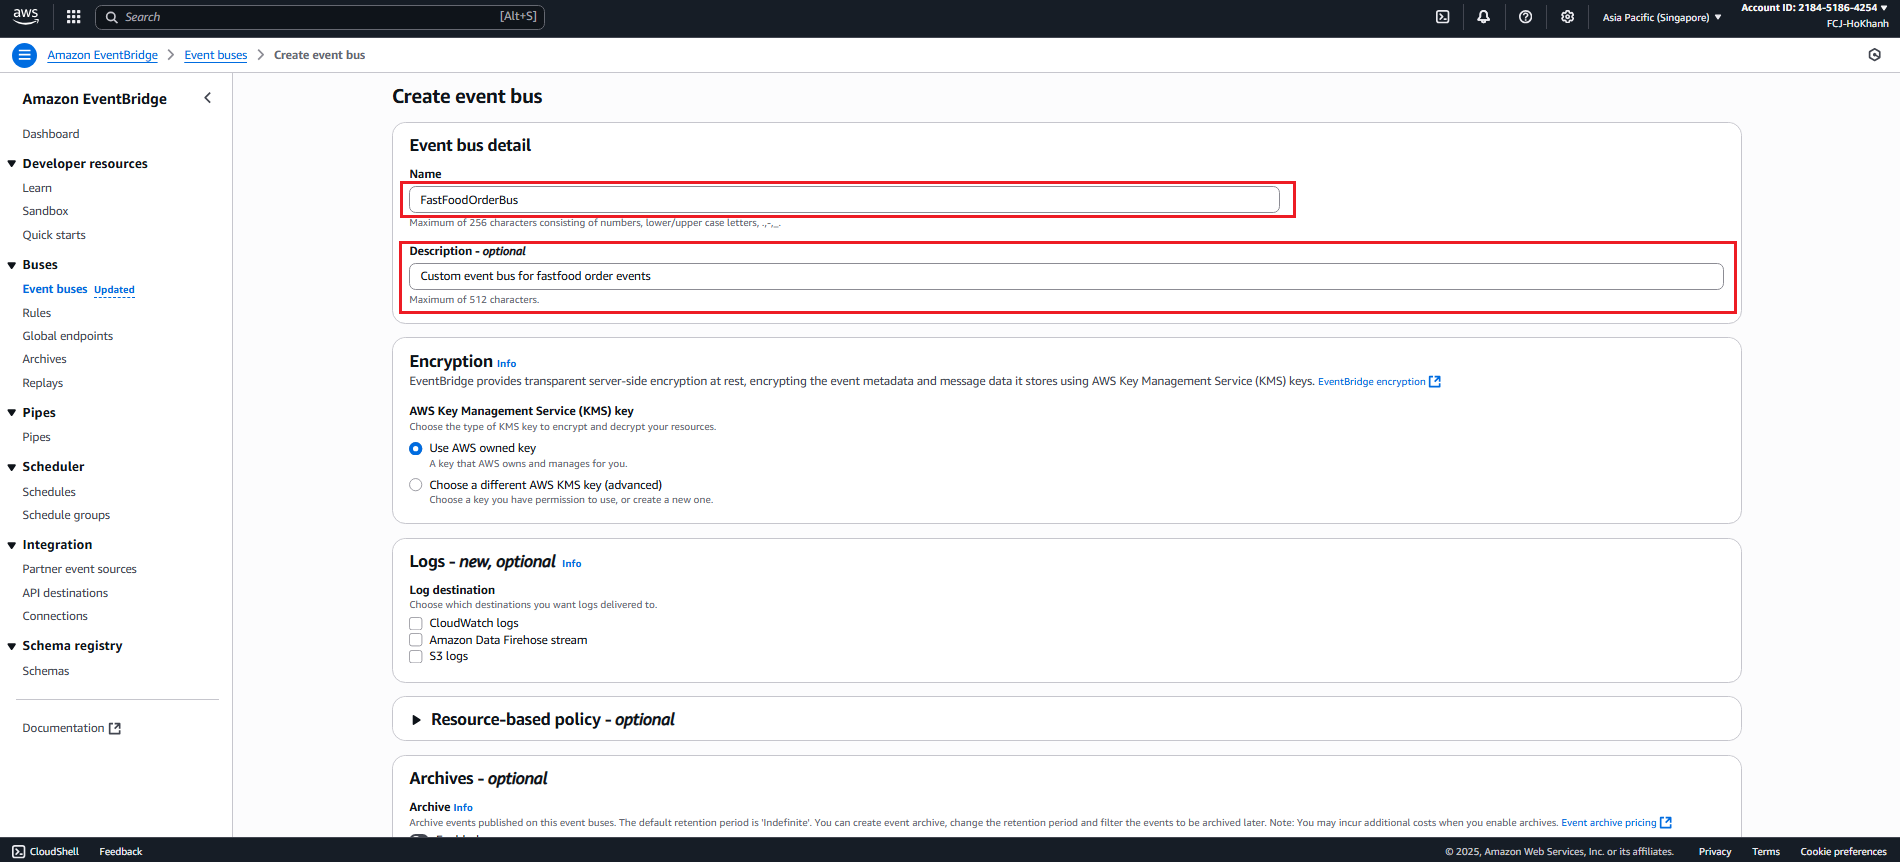 aws
Search [Alt+S]
Asia Pacific (Singapore)
Account ID: 2184-5186-4254
FCJ-HoKhanh
Amazon EventBridge > Event buses > Create event bus
Amazon EventBridge
Dashboard
Developer resources
Learn
Sandbox
Quick starts
Buses
Event buses Updated
Rules
Global endpoints
Archives
Replays
Pipes
Pipes
Scheduler
Schedules
Schedule groups
Integration
Partner event sources
API destinations
Connections
Schema registry
Schemas
Documentation
Create event bus
Event bus detail
Name
FastFoodOrderBus
Maximum of 256 characters consisting of numbers, lower/upper case letters, .,-,_.
Description - optional
Custom event bus for fastfood order events
Maximum of 512 characters.
Encryption Info
EventBridge provides transparent server-side encryption at rest, encrypting the event metadata and message data it stores using AWS Key Management Service (KMS) keys. EventBridge encryption
AWS Key Management Service (KMS) key
Choose the type of KMS key to encrypt and decrypt your resources.
Use AWS owned key
A key that AWS owns and manages for you.
Choose a different AWS KMS key (advanced)
Choose a key you have permission to use, or create a new one.
Logs - new, optional Info
Log destination
Choose which destinations you want logs delivered to.
CloudWatch logs
Amazon Data Firehose stream
S3 logs
Resource-based policy - optional
Archives - optional
Archive Info
Archive events published on this event buses. The default retention period is 'Indefinite'. You can create event archive, change the retention period and filter the events to be archived later. Note: You may incur additional costs when you enable archives. Event archive pricing
CloudShell Feedback
© 2025, Amazon Web Services, Inc. or its affiliates. Privacy Terms Cookie preferences